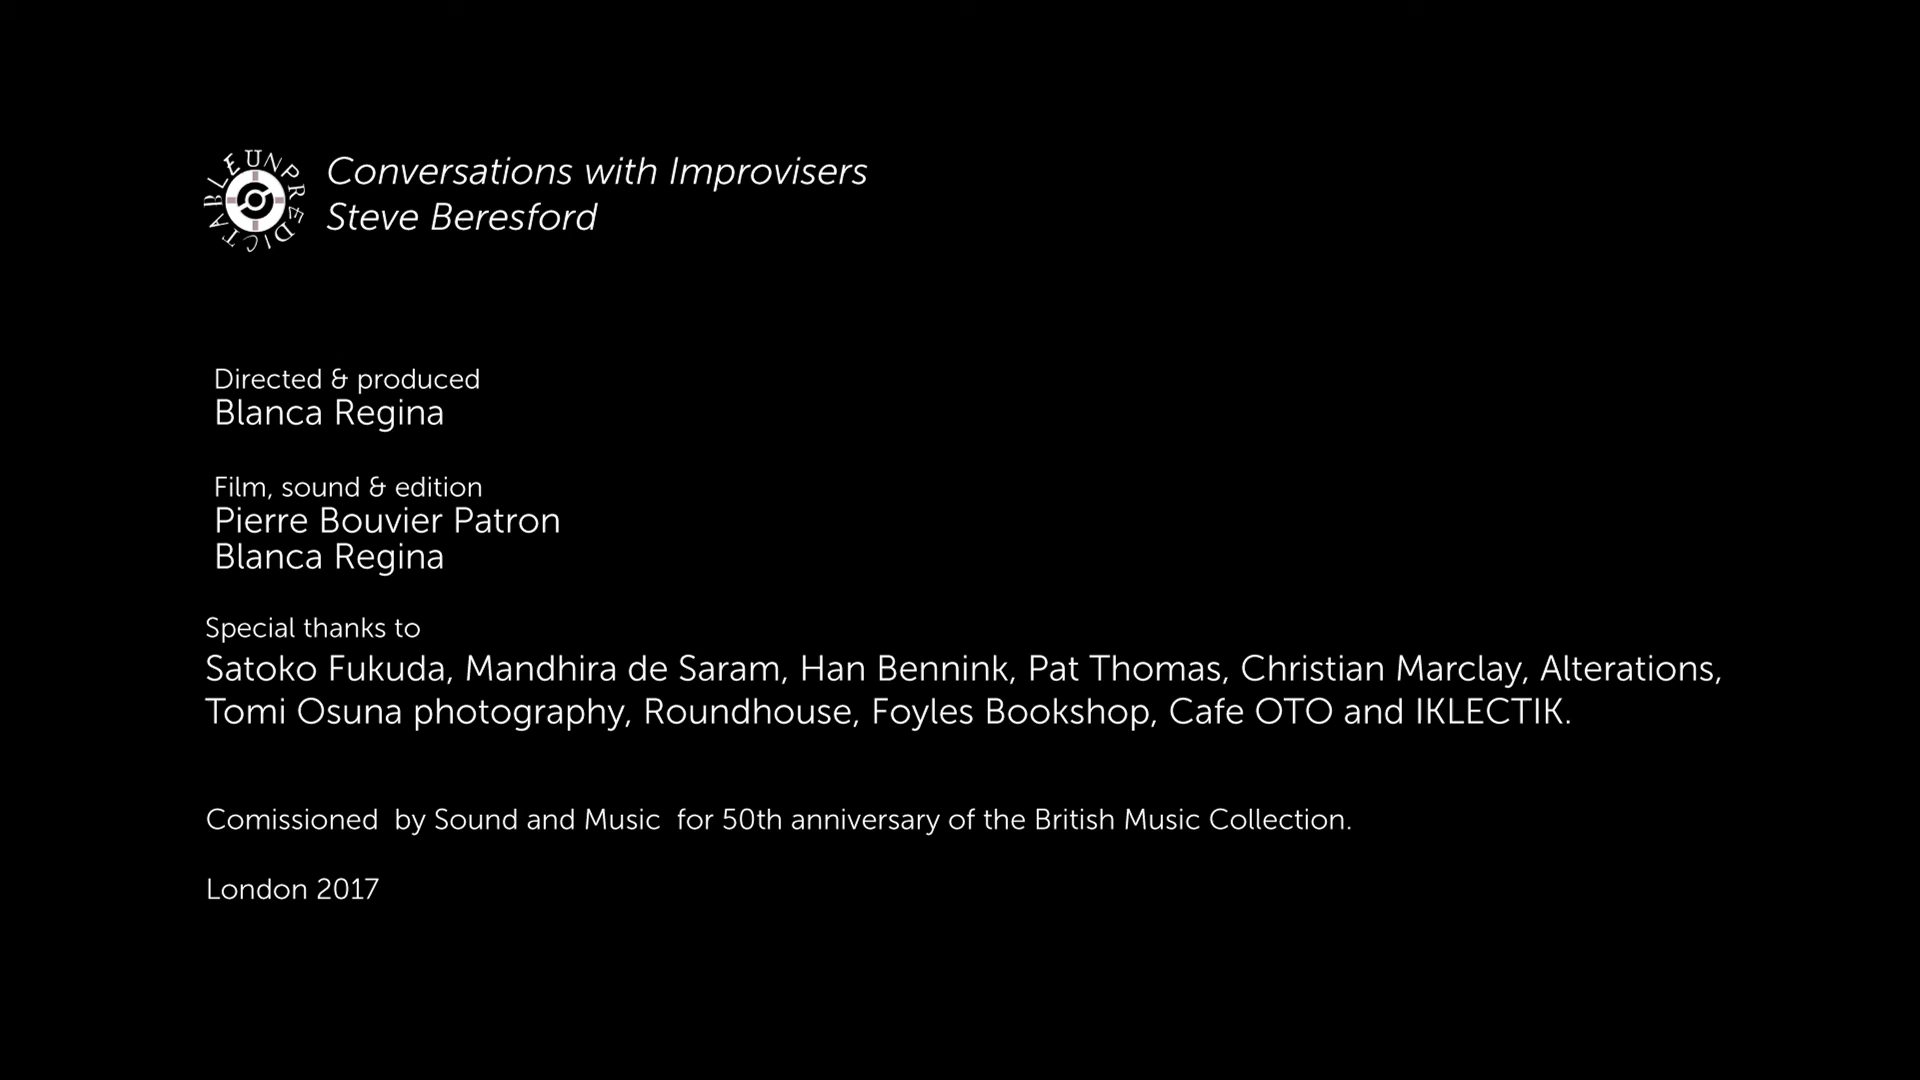 UNPREDICTABLE
Conversations with Improvisers
Steve Beresford
Directed & produced
Blanca Regina
Film, sound & edition
Pierre Bouvier Patron
Blanca Regina
Special thanks to
Satoko Fukuda, Mandhira de Saram, Han Bennink, Pat Thomas, Christian Marclay, Alterations,
Tomi Osuna photography, Roundhouse, Foyles Bookshop, Cafe OTO and IKLECTIK.
Comissioned by Sound and Music for 50th anniversary of the British Music Collection.
London 2017